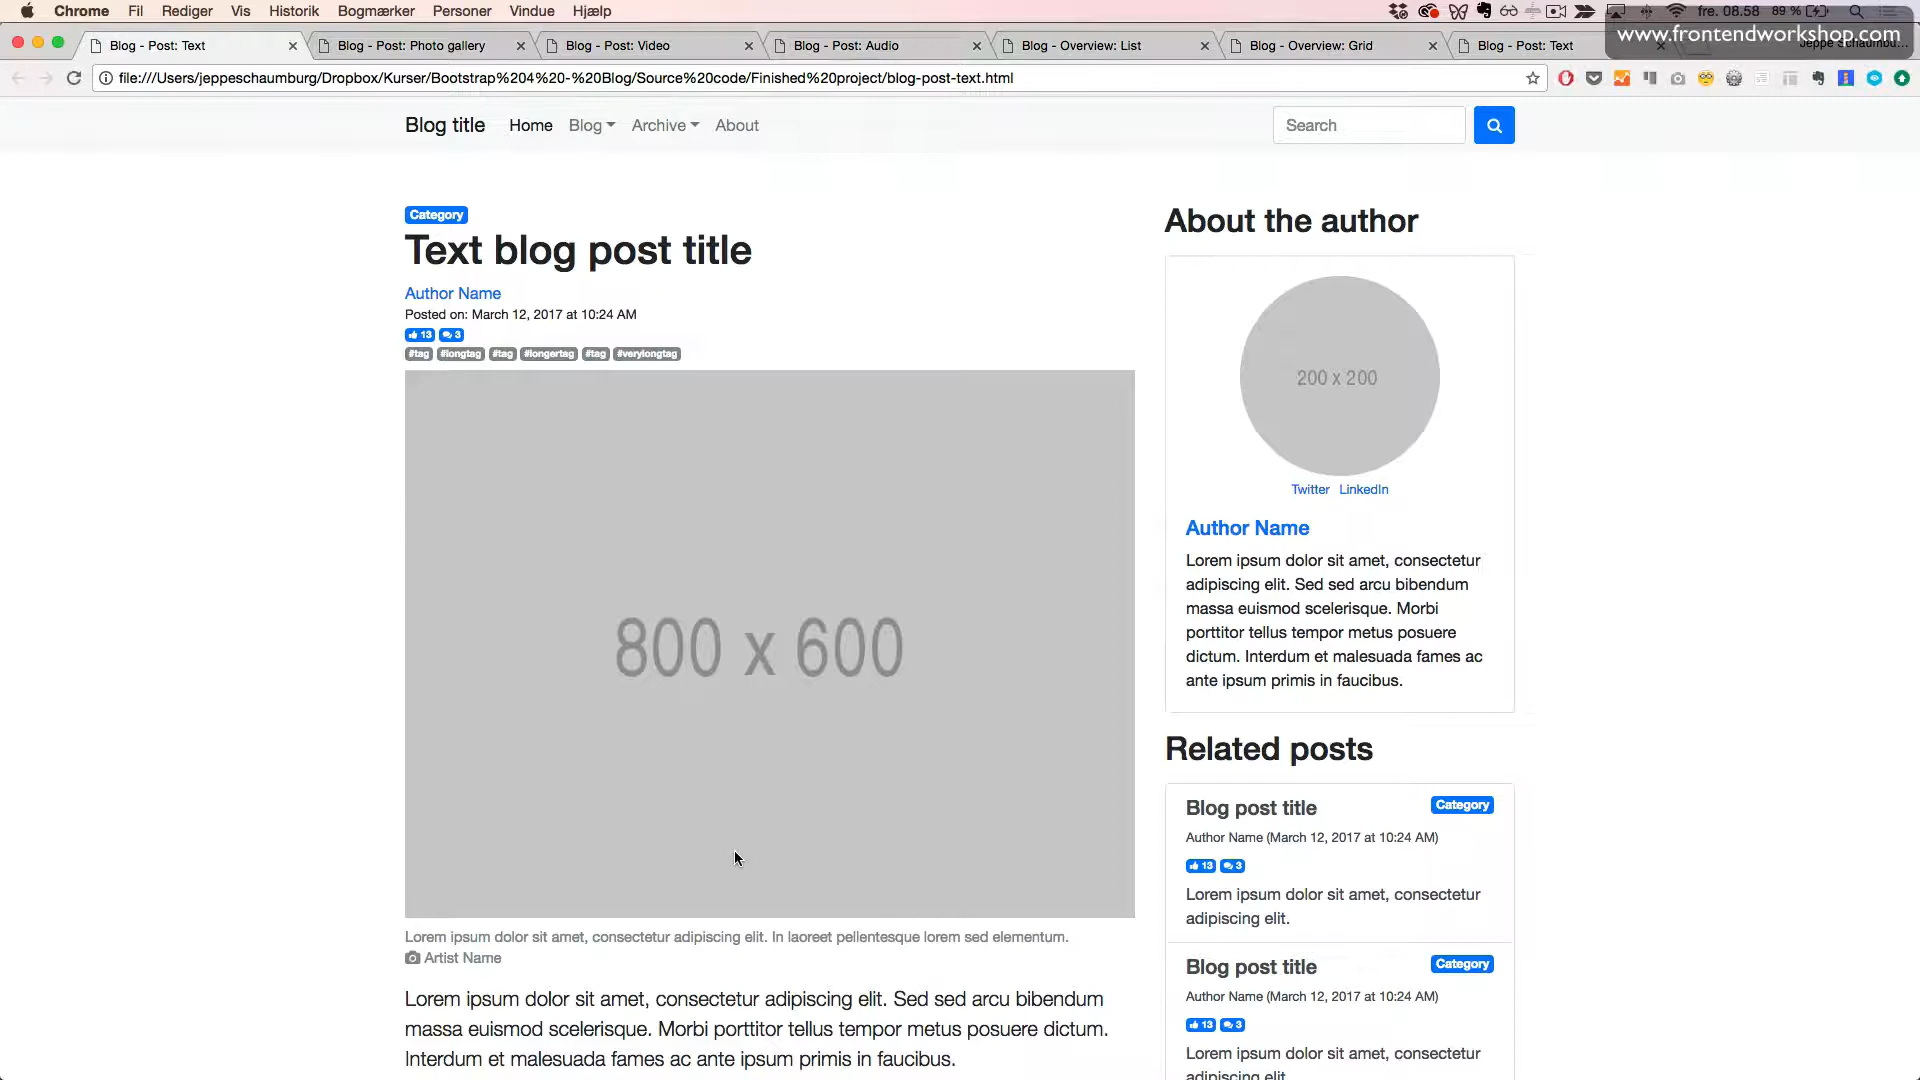 Chrome Fil Rediger Vis Historik Bogmærker Personer Vindue Hjælp fre. 08.58 89 %
www.frontendworkshop.com
Blog - Post: Text Blog - Post: Photo gallery Blog - Post: Video Blog - Post: Audio Blog - Overview: List Blog - Overview: Grid Blog - Post: Text
file:///Users/jeppeschaumburg/Dropbox/Kurser/Bootstrap%204%20-%20Blog/Source%20code/Finished%20project/blog-post-text.html
Blog title Home Blog Archive About Search
Category
Text blog post title
Author Name
Posted on: March 12, 2017 at 10:24 AM
13 3
#tag #longtag #tag #longertag #tag #verylongtag
800 x 600
Lorem ipsum dolor sit amet, consectetur adipiscing elit. In laoreet pellentesque lorem sed elementum.
Artist Name
Lorem ipsum dolor sit amet, consectetur adipiscing elit. Sed sed arcu bibendum
massa euismod scelerisque. Morbi porttitor tellus tempor metus posuere dictum.
Interdum et malesuada fames ac ante ipsum primis in faucibus.
About the author
200 x 200
Twitter LinkedIn
Author Name
Lorem ipsum dolor sit amet, consectetur
adipiscing elit. Sed sed arcu bibendum
massa euismod scelerisque. Morbi
porttitor tellus tempor metus posuere
dictum. Interdum et malesuada fames ac
ante ipsum primis in faucibus.
Related posts
Blog post title Category
Author Name (March 12, 2017 at 10:24 AM)
13 3
Lorem ipsum dolor sit amet, consectetur
adipiscing elit.
Blog post title Category
Author Name (March 12, 2017 at 10:24 AM)
13 3
Lorem ipsum dolor sit amet, consectetur
adipiscing elit.